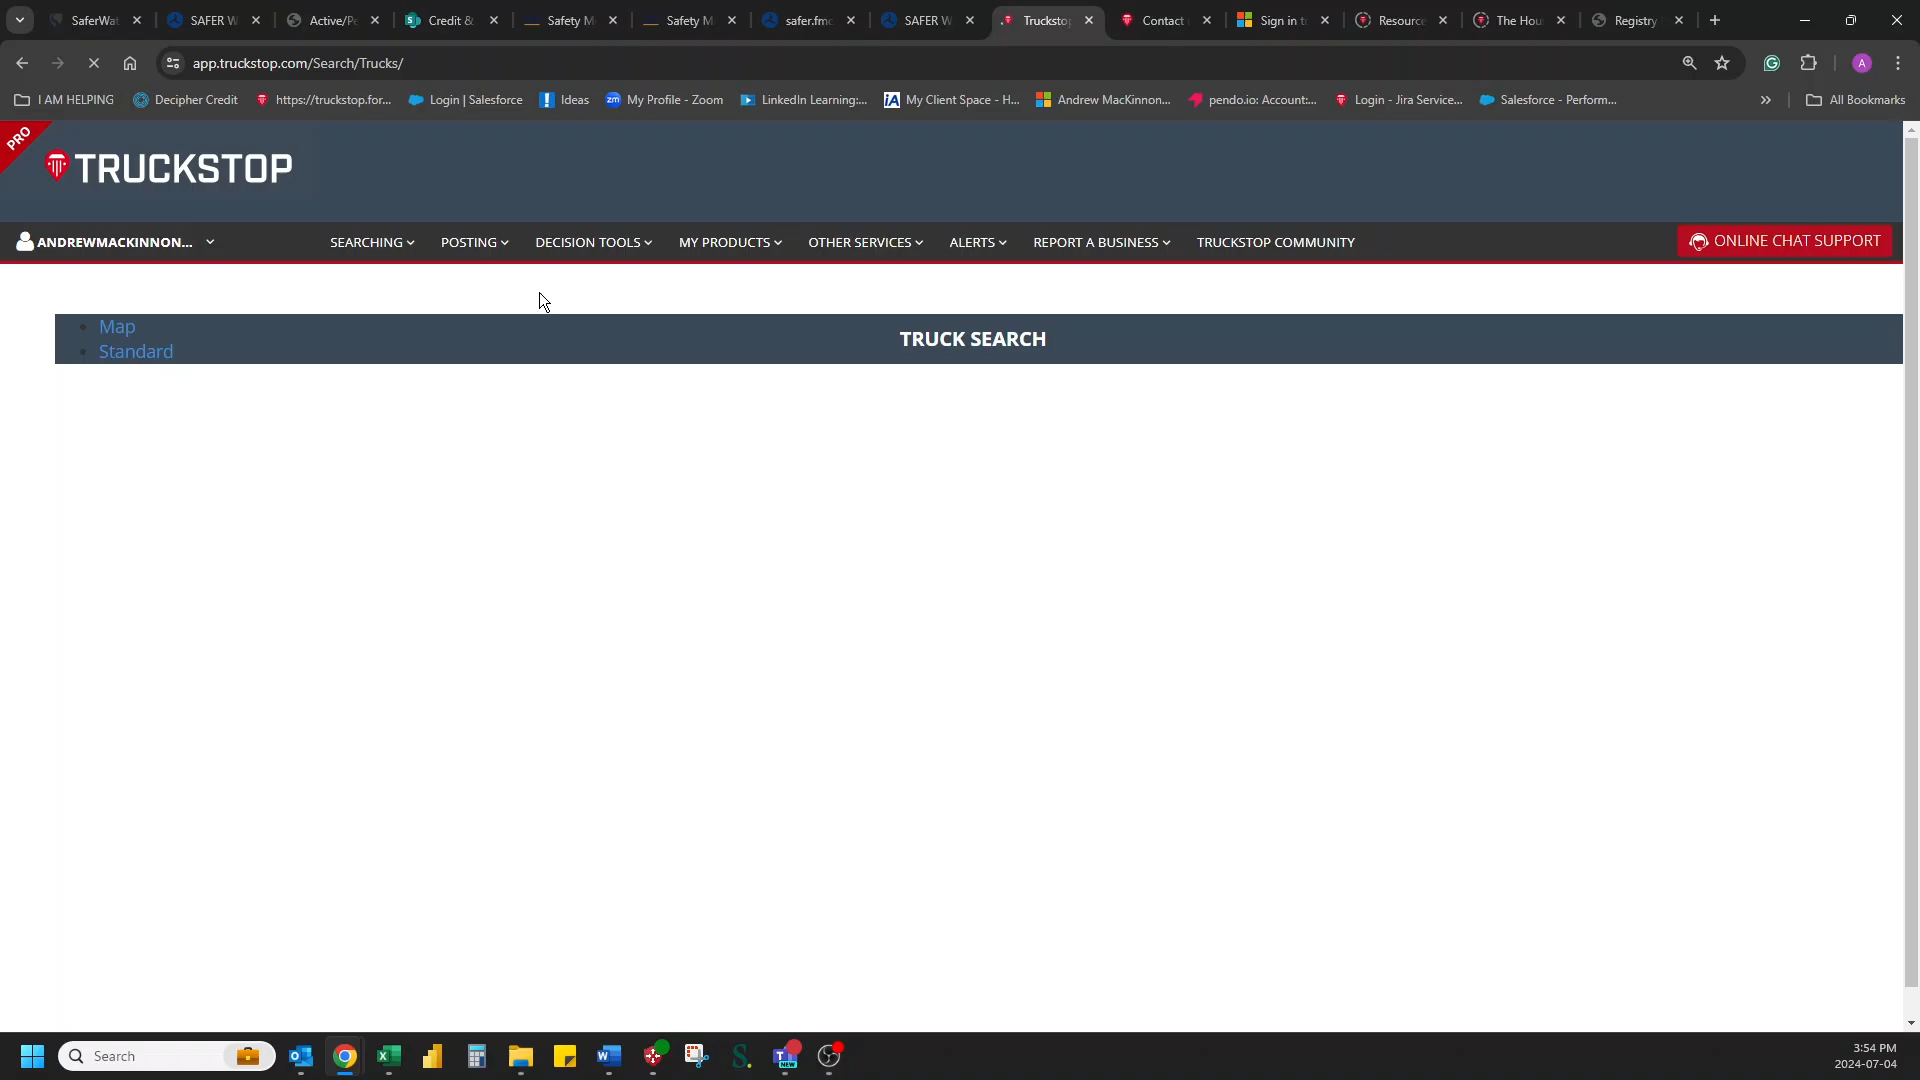 SaferWat
SAFER W
Active/Pe
Credit &
Safety M
Safety M
safer.fmc
SAFER W
Truckstop
Contact
Sign in t
Resource
The Hou
Registry
app.truckstop.com/Search/Trucks/
A
I AM HELPING
Decipher Credit
https://truckstop.for...
Login | Salesforce
Ideas
My Profile - Zoom
LinkedIn Learning:...
My Client Space - H...
Andrew MacKinnon...
pendo.io: Account:...
Login - Jira Service...
Salesforce - Perform...
All Bookmarks
PRO
TRUCKSTOP
ANDREWMACKINNON...
SEARCHING
POSTING
DECISION TOOLS
MY PRODUCTS
OTHER SERVICES
ALERTS
REPORT A BUSINESS
TRUCKSTOP COMMUNITY
ONLINE CHAT SUPPORT
Map
Standard
TRUCK SEARCH
Search
NEW
3:54 PM
2024-07-04